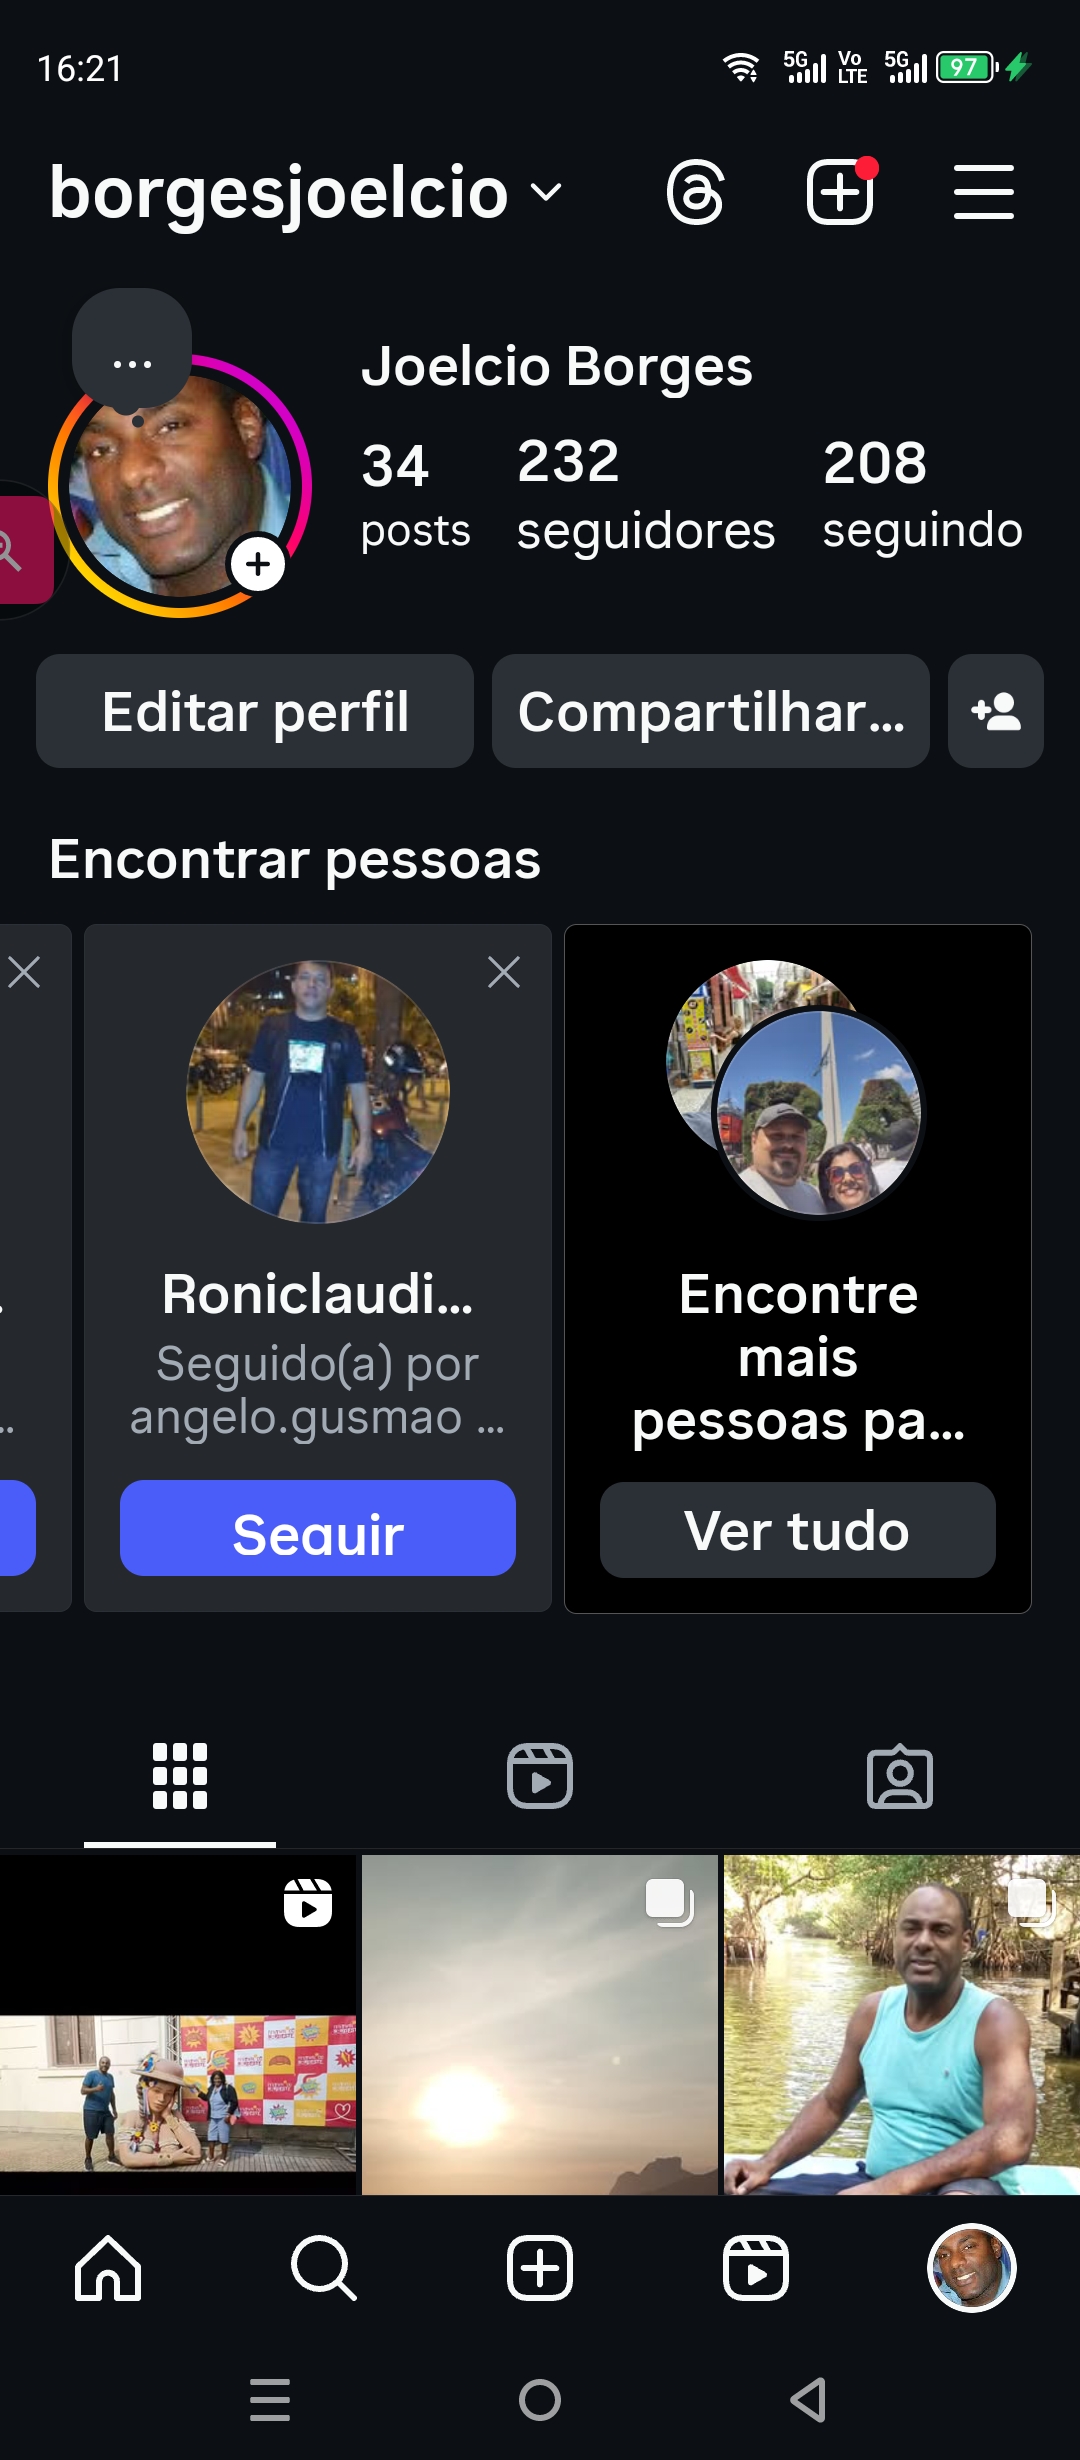 16:21
5G
Vo
LTE
5G
97
borgesjoelcio
...
Joelcio Borges
34
232
208
posts
seguidores
seguindo
Editar perfil
Compartilhar...
Encontrar pessoas
Roniclaudi...
Seguido(a) por
angelo.gusmao ...
Seguir
Encontre
mais
pessoas pa...
Ver tudo